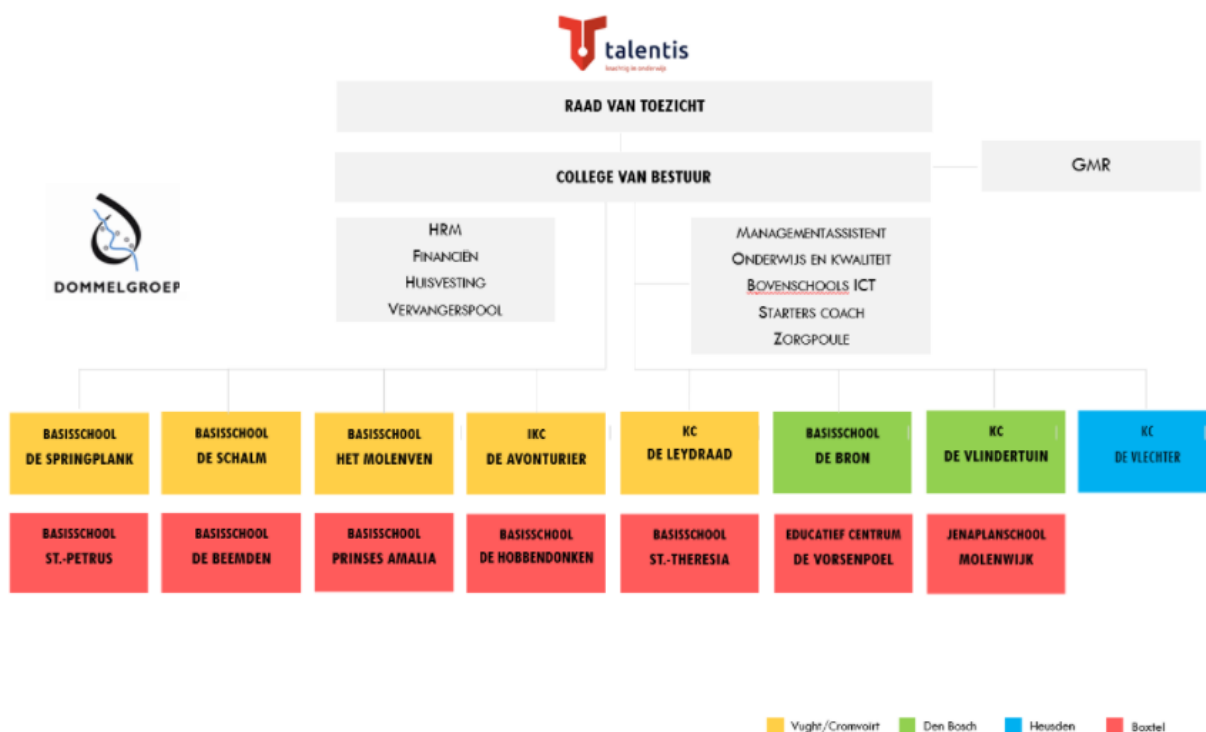 talentis
krachtig in onderwijs
RAAD VAN TOEZICHT
COLLEGE VAN BESTUUR
GMR
DOMMELGROEP
HRM
FINANCIËN
HUISVESTING
VERVANGERSPOOL
MANAGEMENTASSISTENT
ONDERWIJS EN KWALITEIT
BOVENSCHOOLS ICT
STARTERS COACH
ZORGPOULE
BASISSCHOOL
DE SPRINGPLANK
BASISSCHOOL
DE SCHALM
BASISSCHOOL
HET MOLENVEN
IKC
DE AVONTURIER
KC
DE LEYDRAAD
BASISSCHOOL
DE BRON
KC
DE VLINDERTUIN
KC
DE VLECHTER
BASISSCHOOL
ST.-PETRUS
BASISSCHOOL
DE BEEMDEN
BASISSCHOOL
PRINSES AMALIA
BASISSCHOOL
DE HOBBENDONKEN
BASISSCHOOL
ST.-THERESIA
EDUCATIEF CENTRUM
DE VORSENPOEL
JENAPLANSCHOOL
MOLENWIJK
Vught/Cromvoirt
Den Bosch
Heusden
Boxtel